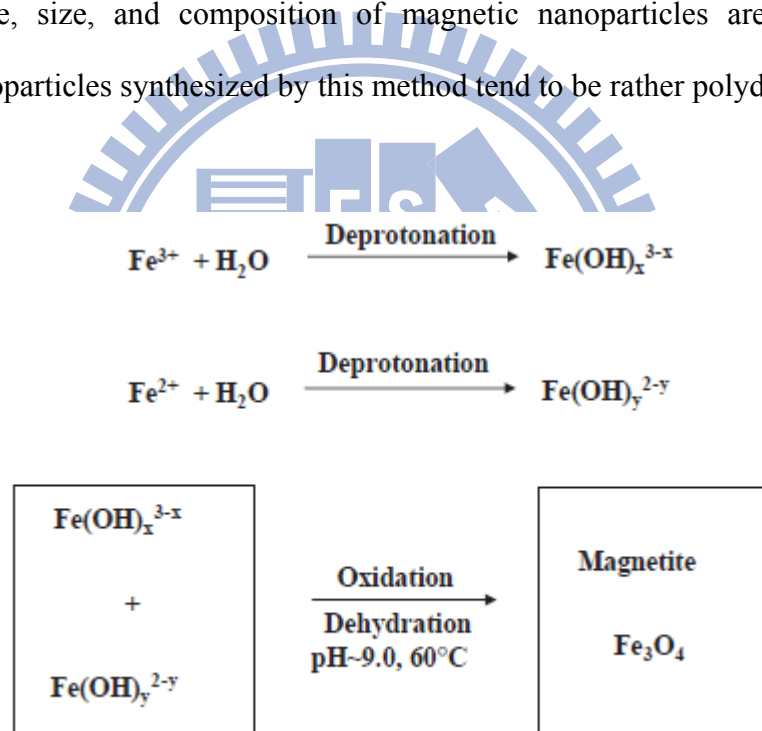 size, and composition of magnetic nanoparticles are
synthesized by this method tend to be rather
Fe³⁺ + H₂O Deprotonation Fe(OH)ₓ³⁻ˣ
Fe²⁺ + H₂O Deprotonation Fe(OH)ᵧ²⁻ʸ
Fe(OH)ₓ³⁻ˣ
+
Fe(OH)ᵧ²⁻ʸ
Oxidation
Dehydration
pH~9.0, 60°C
Magnetite
Fe₃O₄